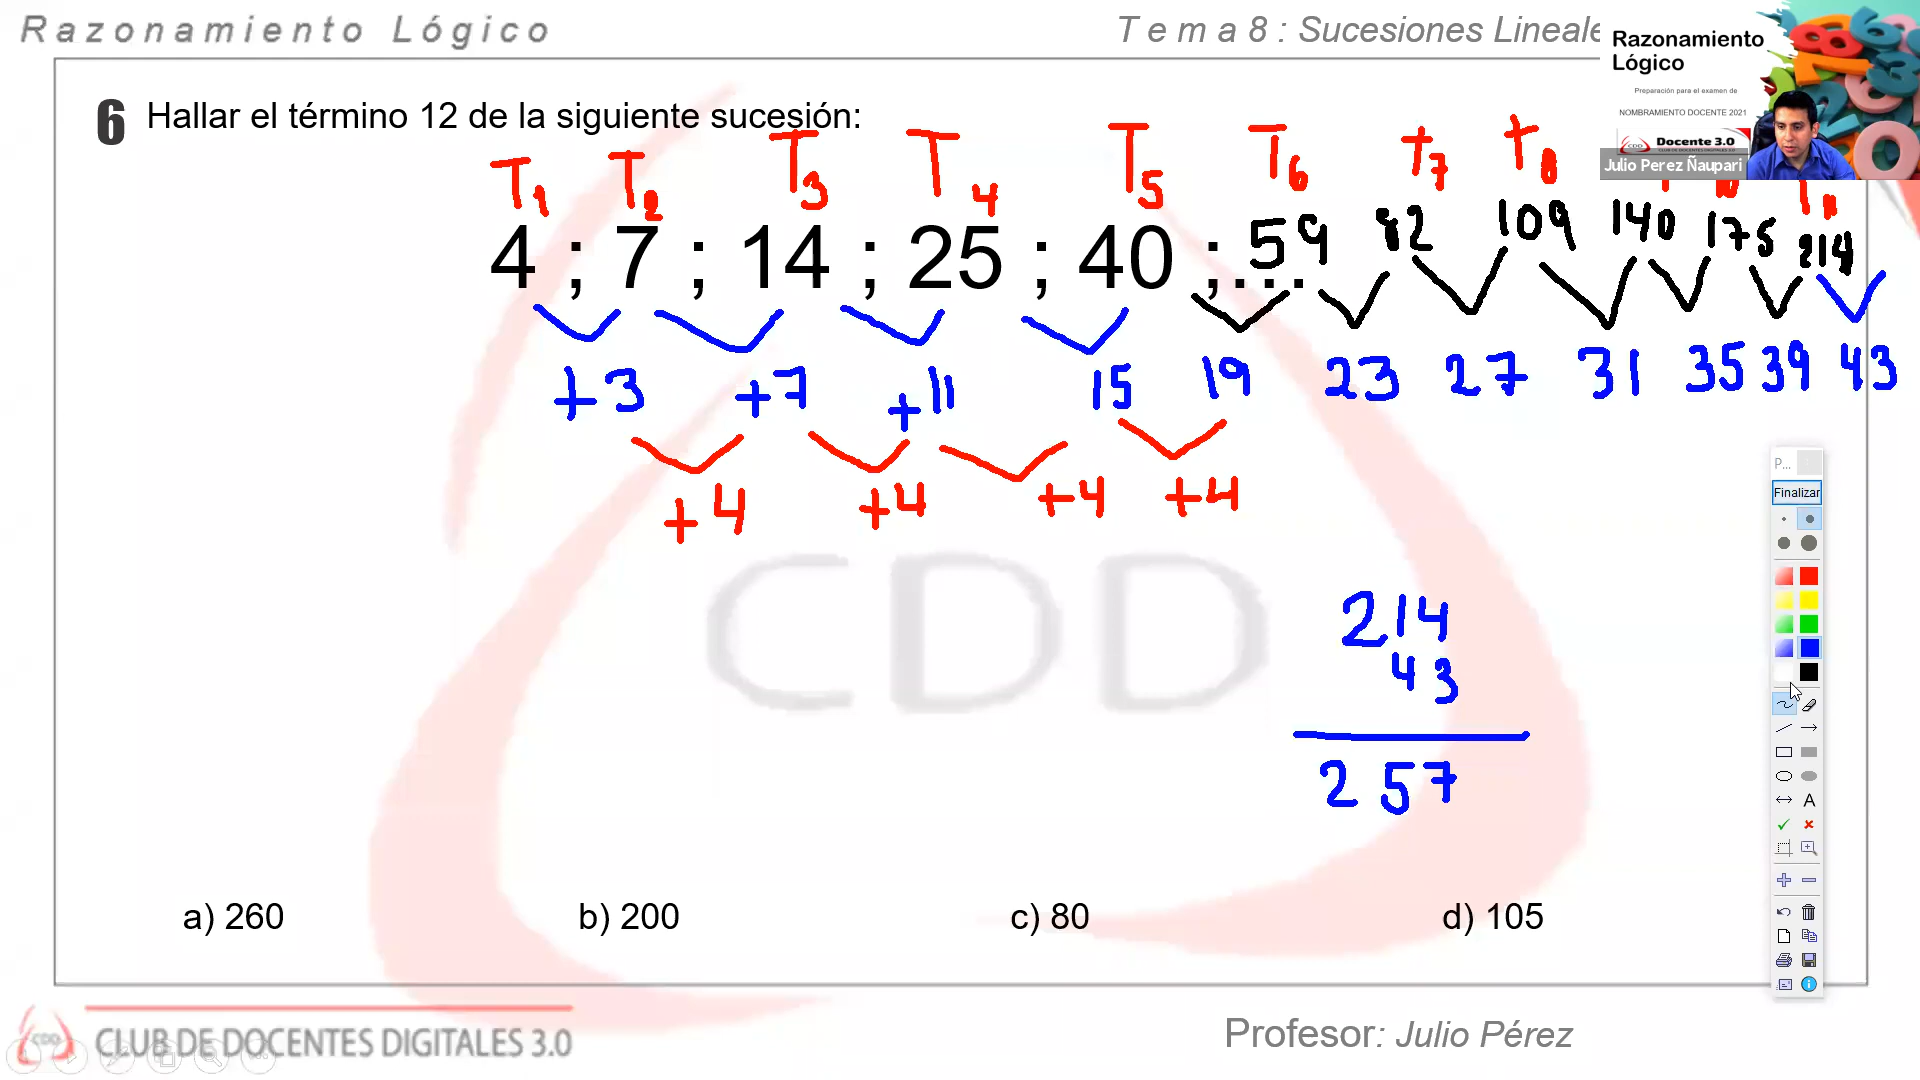 Razonamiento Lógico
Tema 8 : Sucesiones Lineale
Razonamiento
Lógico
Preparación para el examen de
NOMBRAMIENTO DOCENTE 2021
Docente 3.0
Julio Perez Ñaupari
6 Hallar el término 12 de la siguiente sucesión:
T1 T2 T3 T4 T5 T6 T7 T8
4 ; 7 ; 14 ; 25 ; 40 ;... 59 82 109 140 175 214
+3 +7 +11 15 19 23 27 31 35 39 43
+4 +4 +4 +4
214
43
257
a) 260 b) 200 c) 80 d) 105
P...
Finalizar
A
CDD
CLUB DE DOCENTES DIGITALES 3.0
Profesor: Julio Pérez